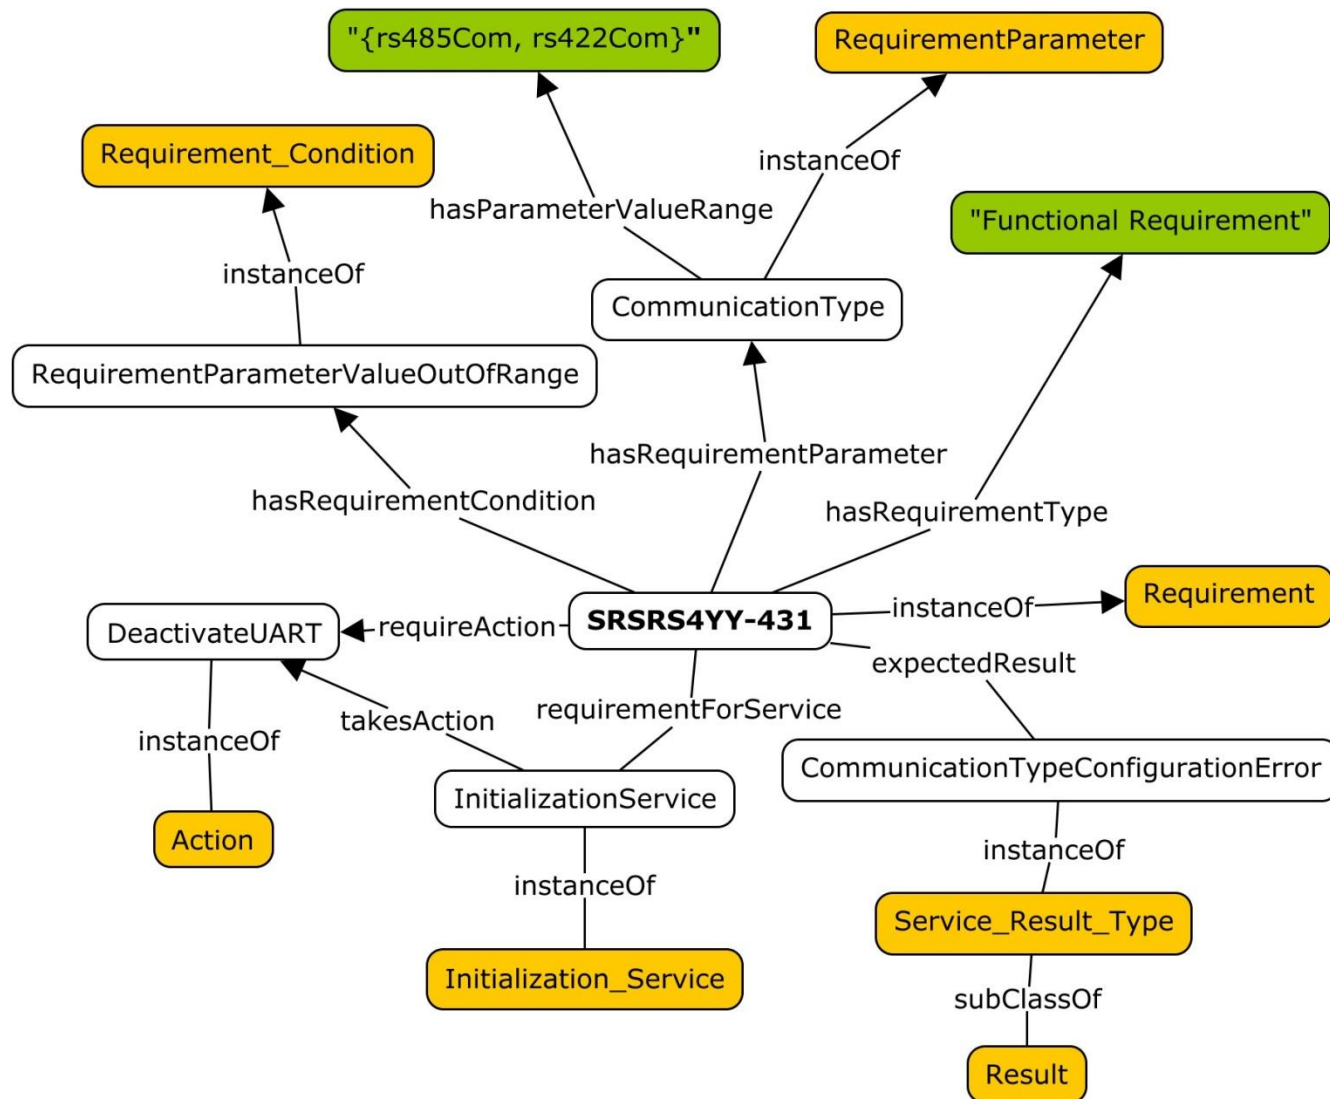 "{rs485Com, rs422Com}"
RequirementParameter
Requirement_Condition
instanceOf
hasParameterValueRange
"Functional Requirement"
instanceOf
CommunicationType
RequirementParameterValueOutOfRange
hasRequirementParameter
hasRequirementCondition
hasRequirementType
Requirement
instanceOf
SRSRS4YY-431
DeactivateUART
requireAction
expectedResult
requirementForService
takesAction
instanceOf
CommunicationTypeConfigurationError
InitializationService
Action
instanceOf
instanceOf
Service_Result_Type
Initialization_Service
subClassOf
Result